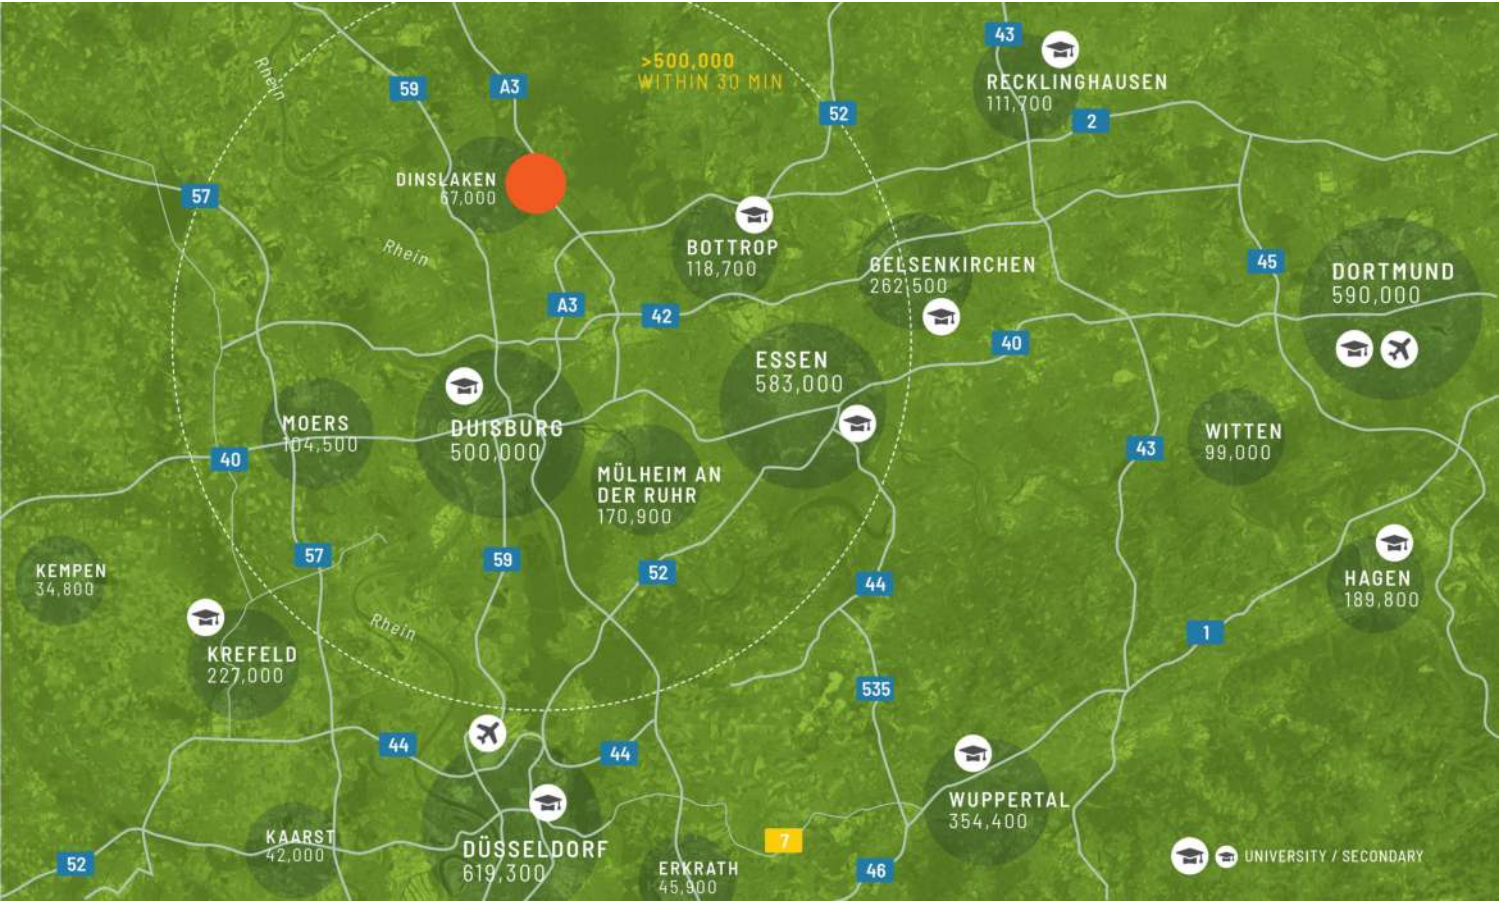 43
RECKLINGHAUSEN
111,700
>500,000
WITHIN 30 MIN
Rhein
59
A3
52
2
DINSLAKEN
67,000
57
Rhein
BOTTROP
118,700
GELSENKIRCHEN
262,500
45
DORTMUND
590,000
A3
42
40
ESSEN
583,000
MOERS
104,500
DUISBURG
500,000
40
MÜLHEIM AN
DER RUHR
170,900
43
WITTEN
99,000
57
59
52
44
KEMPEN
34,800
HAGEN
189,800
Rhein
1
KREFELD
227,000
535
44
44
WUPPERTAL
354,400
KAARST
42,000
DÜSSELDORF
619,300
7
52
ERKRATH
45,900
46
UNIVERSITY / SECONDARY